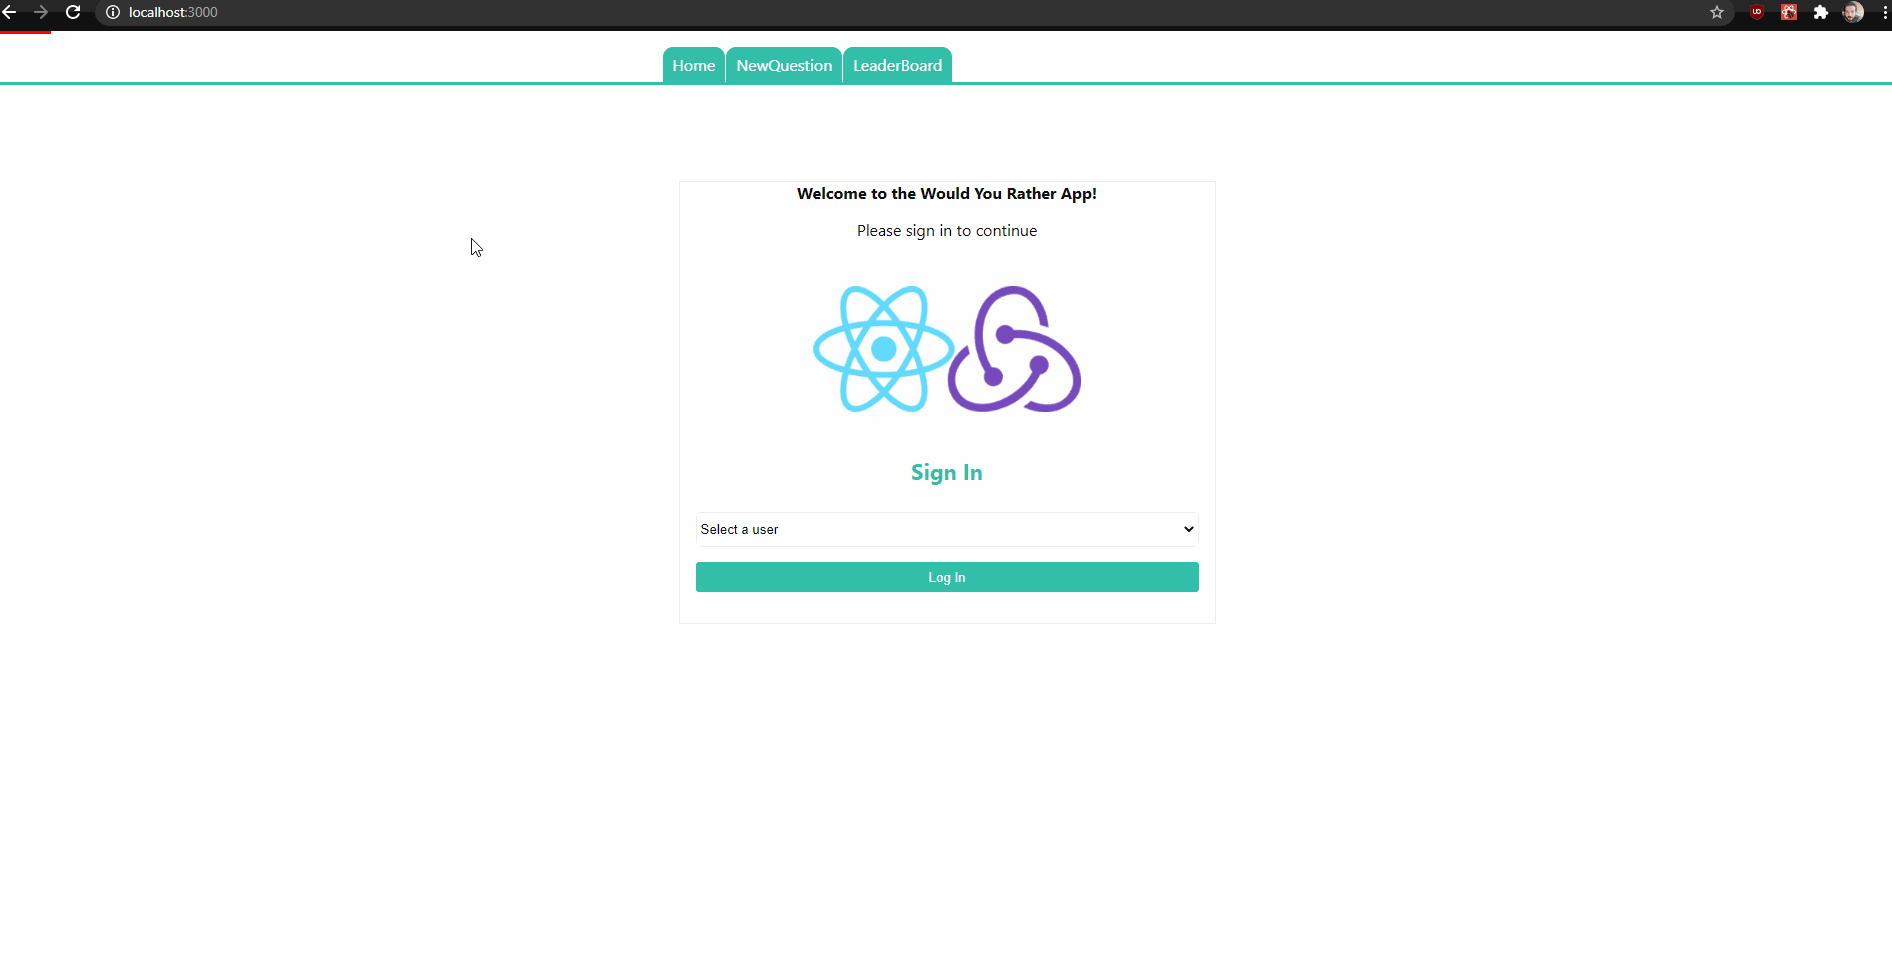 localhost:3000
Home NewQuestion LeaderBoard
Welcome to the Would You Rather App!
Please sign in to continue
Sign In
Select a user
Log In